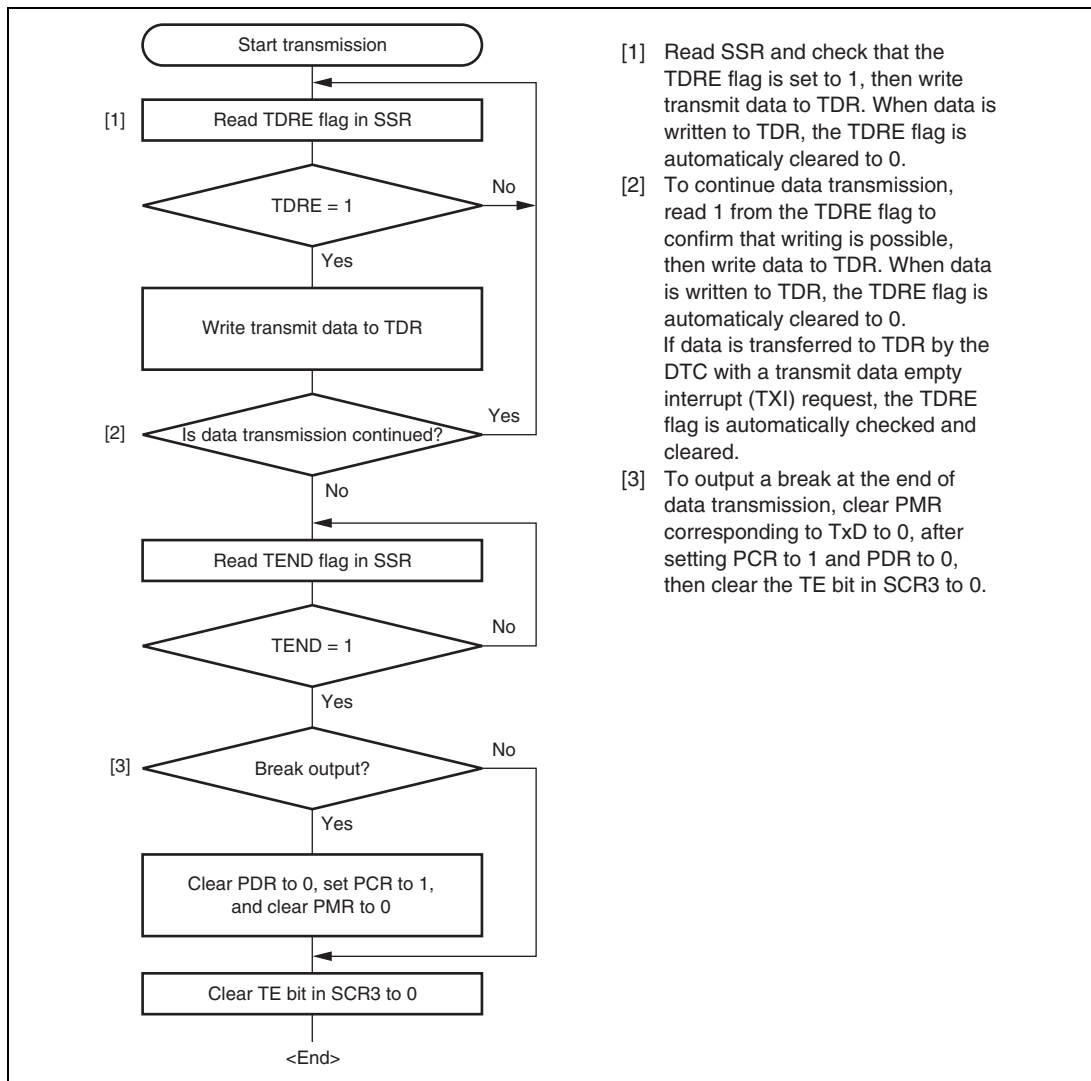 Start transmission
[1]
Read TDRE flag in SSR
No
TDRE = 1
Yes
Write transmit data to TDR
Yes
[2]
Is data transmission continued?
No
Read TEND flag in SSR
No
TEND = 1
Yes
No
[3]
Break output?
Yes
Clear PDR to 0, set PCR to 1,
and clear PMR to 0
Clear TE bit in SCR3 to 0
<End>
[1] Read SSR and check that the
TDRE flag is set to 1, then write
transmit data to TDR. When data is
written to TDR, the TDRE flag is
automaticaly cleared to 0.
[2] To continue data transmission,
read 1 from the TDRE flag to
confirm that writing is possible,
then write data to TDR. When data
is written to TDR, the TDRE flag is
automaticaly cleared to 0.
If data is transferred to TDR by the
DTC with a transmit data empty
interrupt (TXI) request, the TDRE
flag is automatically checked and
cleared.
[3] To output a break at the end of
data transmission, clear PMR
corresponding to TxD to 0, after
setting PCR to 1 and PDR to 0,
then clear the TE bit in SCR3 to 0.